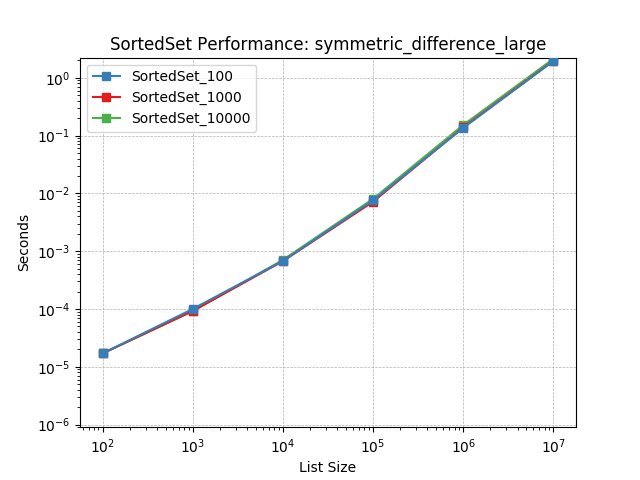 SortedSet Performance: symmetric_difference_large
SortedSet_100
SortedSet_1000
SortedSet_10000
10⁰
10⁻¹
10⁻²
10⁻³
10⁻⁴
10⁻⁵
10⁻⁶
Seconds
10² 10³ 10⁴ 10⁵ 10⁶ 10⁷
List Size